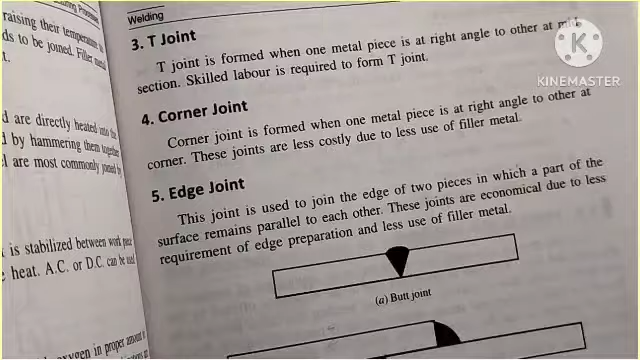 raising their temperature
ds to be joined. Filler metal
t.
d are directly heated into the
d by hammering them together
l are most commonly joined by
is stabilized between work piece
heat. A.C. or D.C. can be used
oxygen in proper amount
Welding
3. T Joint
T joint is formed when one metal piece is at right angle to other at mid
section. Skilled labour is required to form T joint.
4. Corner Joint
Corner joint is formed when one metal piece is at right angle to other at
corner. These joints are less costly due to less use of filler metal.
5. Edge Joint
This joint is used to join the edge of two pieces in which a part of the
surface remains parallel to each other. These joints are economical due to less
requirement of edge preparation and less use of filler metal.
(a) Butt joint
K
KINEMASTER